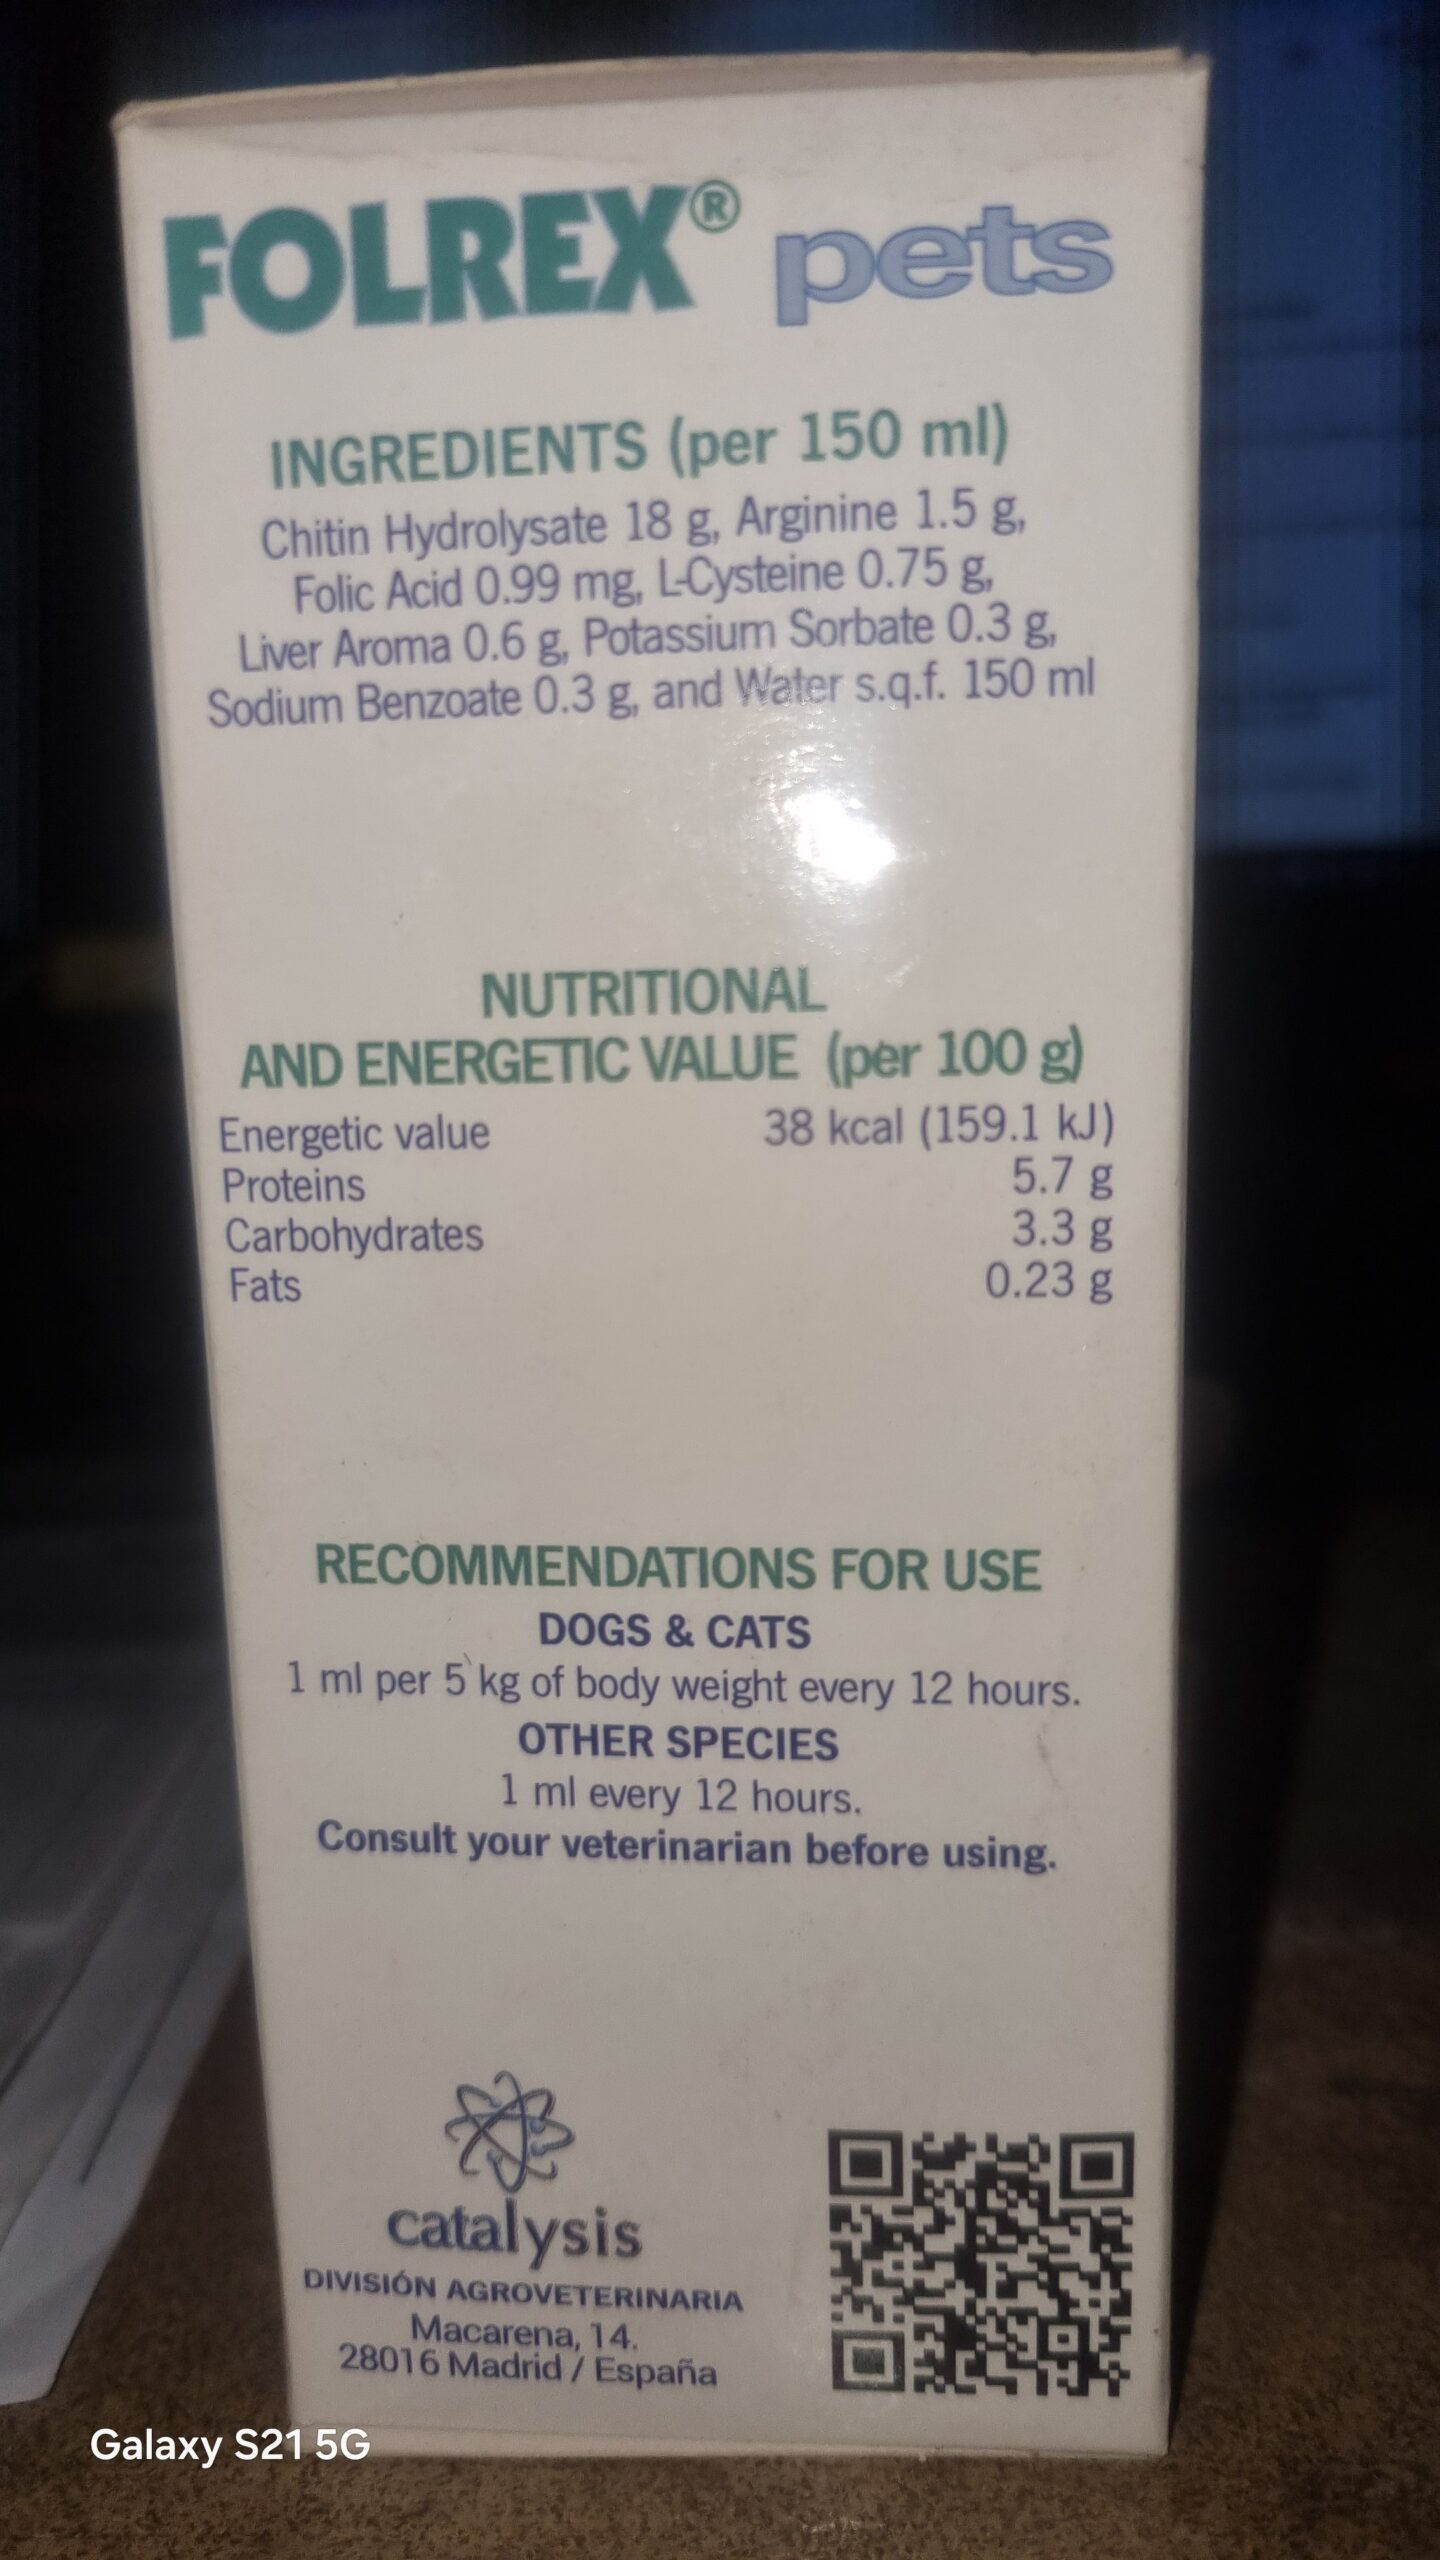 FOLREX® pets
INGREDIENTS (per 150 ml)
Chitin Hydrolysate 18 g, Arginine 1.5 g,
Folic Acid 0.99 mg, L-Cysteine 0.75 g,
Liver Aroma 0.6 g, Potassium Sorbate 0.3 g,
Sodium Benzoate 0.3 g, and Water s.q.f. 150 ml
NUTRITIONAL
AND ENERGETIC VALUE (per 100 g)
Energetic value 38 kcal (159.1 kJ)
Proteins 5.7 g
Carbohydrates 3.3 g
Fats 0.23 g
RECOMMENDATIONS FOR USE
DOGS & CATS
1 ml per 5 kg of body weight every 12 hours.
OTHER SPECIES
1 ml every 12 hours.
Consult your veterinarian before using.
catalysis
DIVISIÓN AGROVETERINARIA
Macarena, 14.
28016 Madrid / España
Galaxy S21 5G